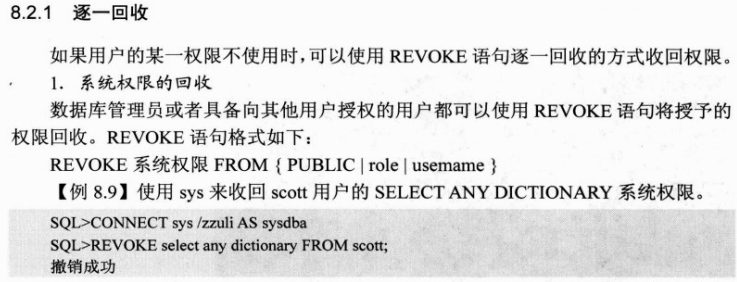 8.2.1 逐一回收
如果用户的某一权限不使用时,可以使用 REVOKE 语句逐一回收的方式收回权限。
1. 系统权限的回收
数据库管理员或者具备向其他用户授权的用户都可以使用 REVOKE 语句将授予的
权限回收。REVOKE 语句格式如下:
REVOKE 系统权限 FROM { PUBLIC | role | usemame }
【例 8.9】使用 sys 来收回 scott 用户的 SELECT ANY DICTIONARY 系统权限。
SQL>CONNECT sys /zzuli AS sysdba
SQL>REVOKE select any dictionary FROM scott;
撤销成功